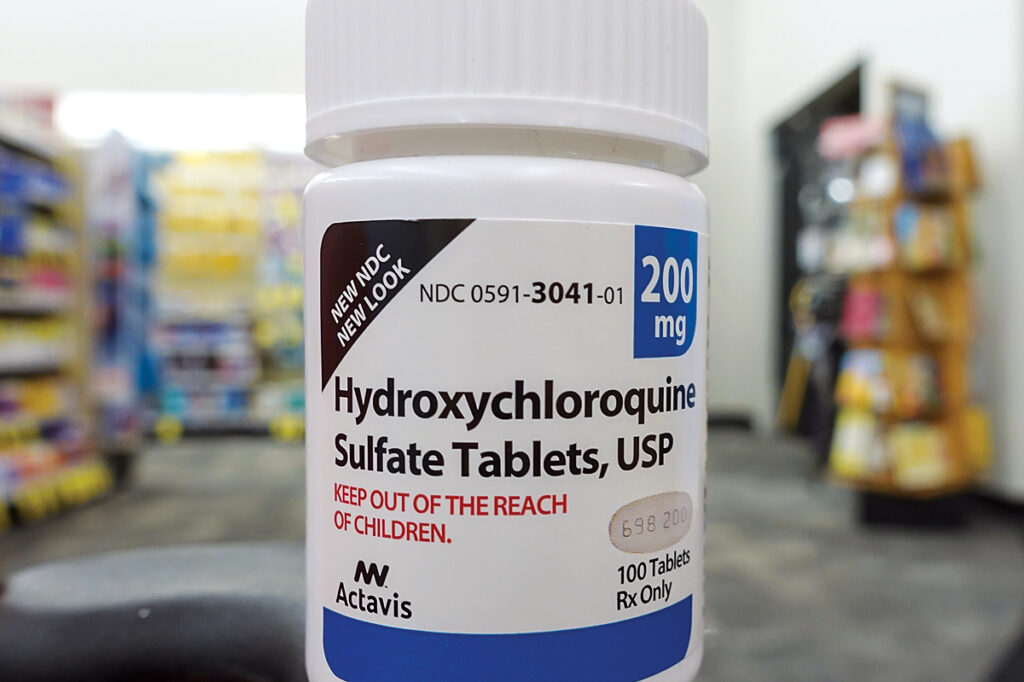 NEW NDC
NEW LOOK
NDC 0591-3041-01
200
mg
Hydroxychloroquine
Sulfate Tablets, USP
KEEP OUT OF THE REACH
OF CHILDREN.
698 200
100 Tablets
Rx Only
Actavis